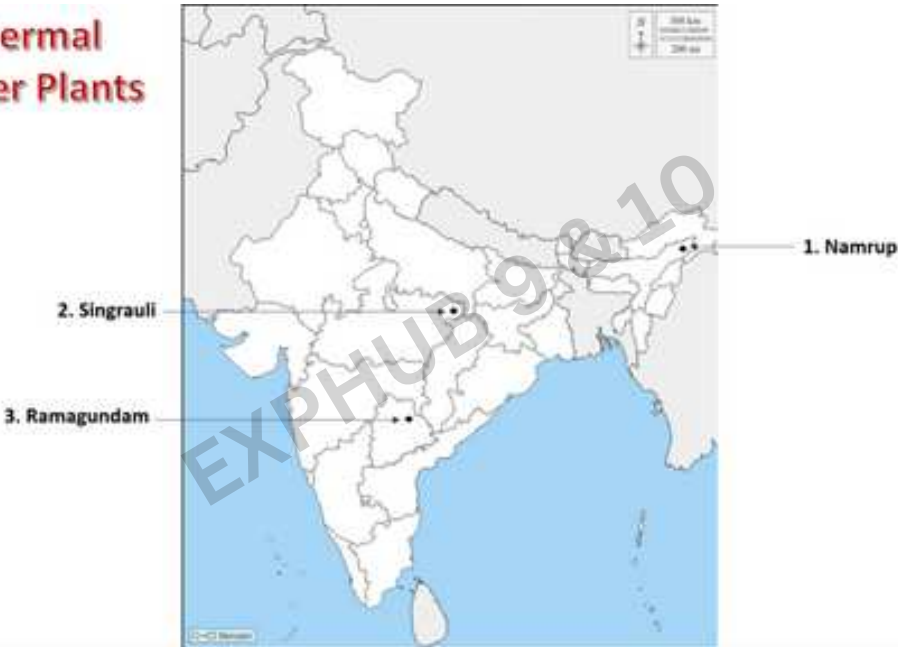 ermal
er Plants
N
1. Namrup
2. Singrauli
3. Ramagundam
EXPHUB 9 & 10